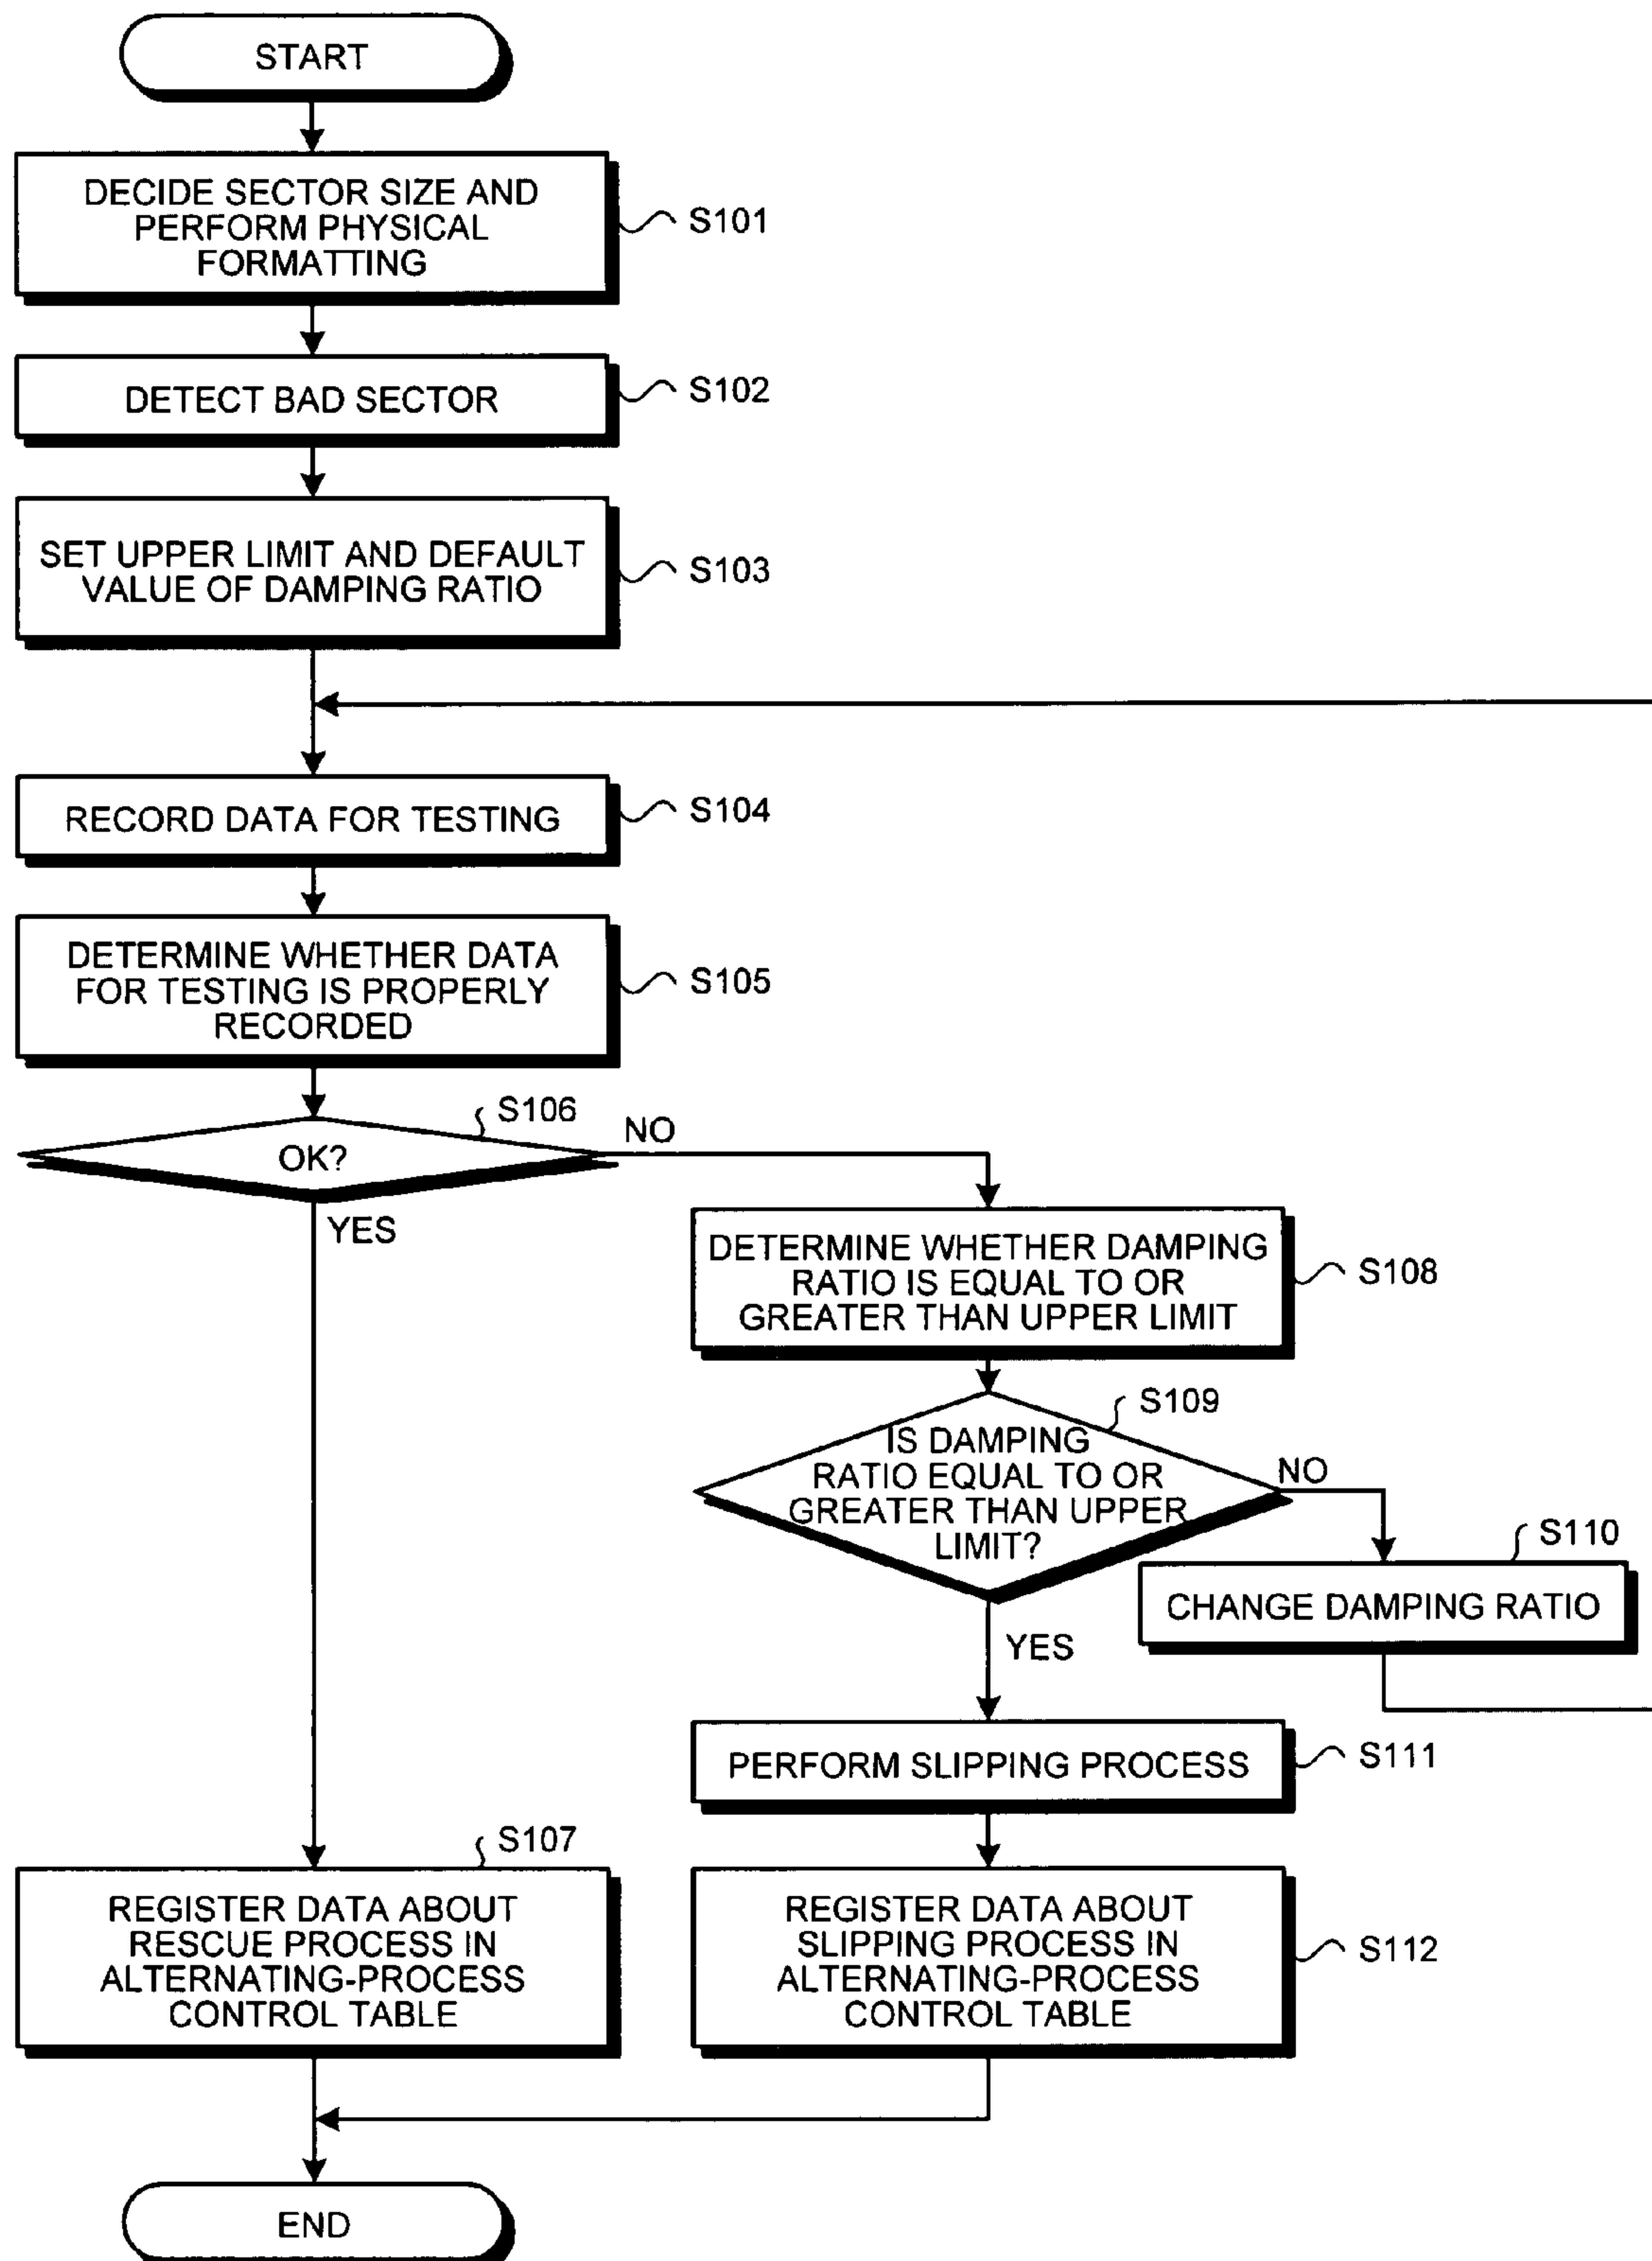 START
DECIDE SECTOR SIZE AND
PERFORM PHYSICAL
FORMATTING
S101
DETECT BAD SECTOR
S102
SET UPPER LIMIT AND DEFAULT
VALUE OF DAMPING RATIO
S103
RECORD DATA FOR TESTING
S104
DETERMINE WHETHER DATA
FOR TESTING IS PROPERLY
RECORDED
S105
S106
OK?
NO
YES
DETERMINE WHETHER DAMPING
RATIO IS EQUAL TO OR
GREATER THAN UPPER LIMIT
S108
S109
IS DAMPING
RATIO EQUAL TO OR
GREATER THAN UPPER
LIMIT?
NO
S110
CHANGE DAMPING RATIO
YES
PERFORM SLIPPING PROCESS
S111
S107
REGISTER DATA ABOUT
RESCUE PROCESS IN
ALTERNATING-PROCESS
CONTROL TABLE
REGISTER DATA ABOUT
SLIPPING PROCESS IN
ALTERNATING-PROCESS
CONTROL TABLE
S112
END